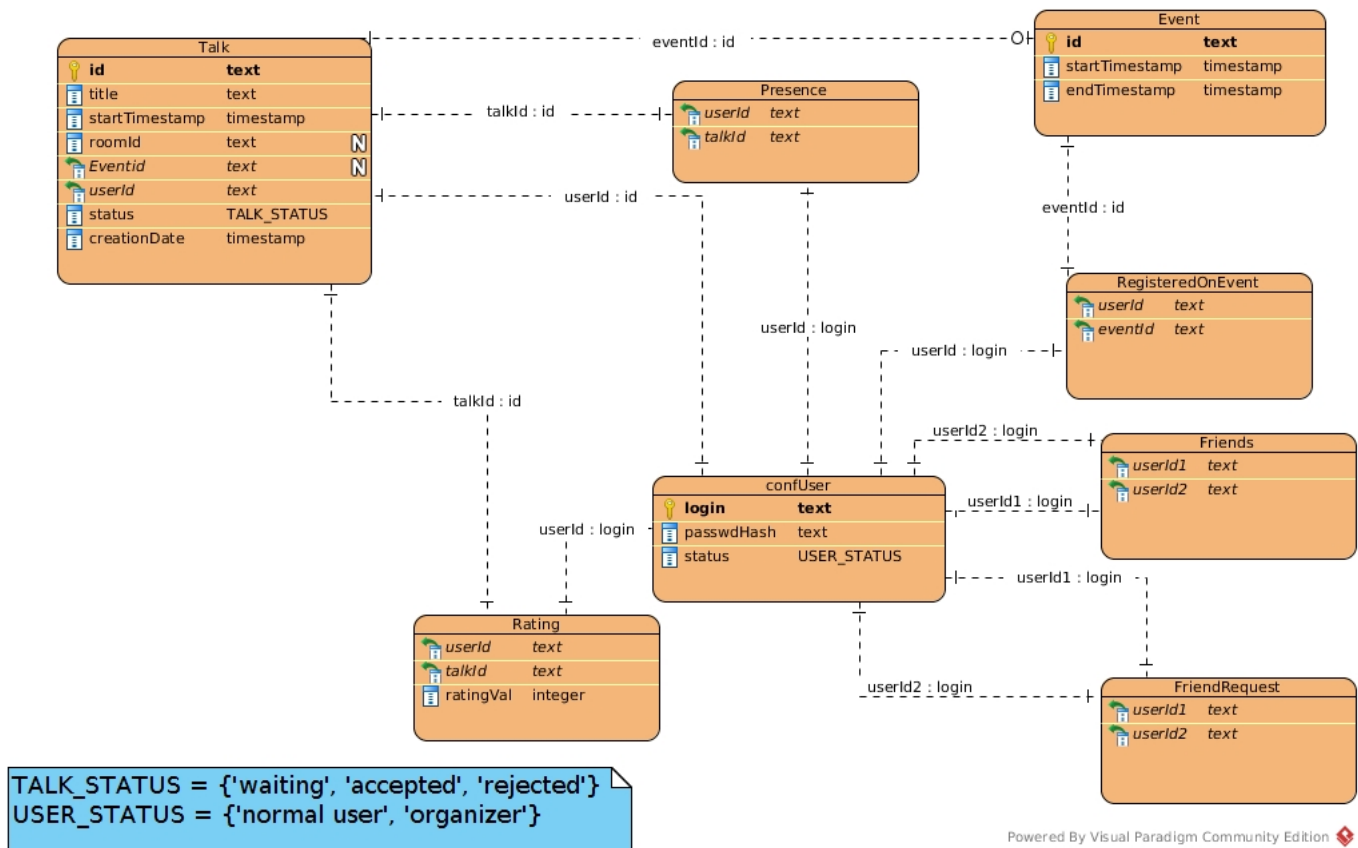 Talk
id text
title text
startTimestamp timestamp
roomId text N
EventId text N
userId text
status TALK_STATUS
creationDate timestamp
eventId : id
Event
id text
startTimestamp timestamp
endTimestamp timestamp
talkId : id
Presence
userId text
talkId text
userId : id
eventId : id
RegisteredOnEvent
userId text
eventId text
userId : login
userId : login
talkId : id
userId2 : login
Friends
userId1 text
userId2 text
userId1 : login
confUser
login text
passwdHash text
status USER_STATUS
userId : login
userId1 : login
Rating
userId text
talkId text
ratingVal integer
userId2 : login
FriendRequest
userId1 text
userId2 text
TALK_STATUS = {'waiting', 'accepted', 'rejected'}
USER_STATUS = {'normal user', 'organizer'}
Powered By Visual Paradigm Community Edition